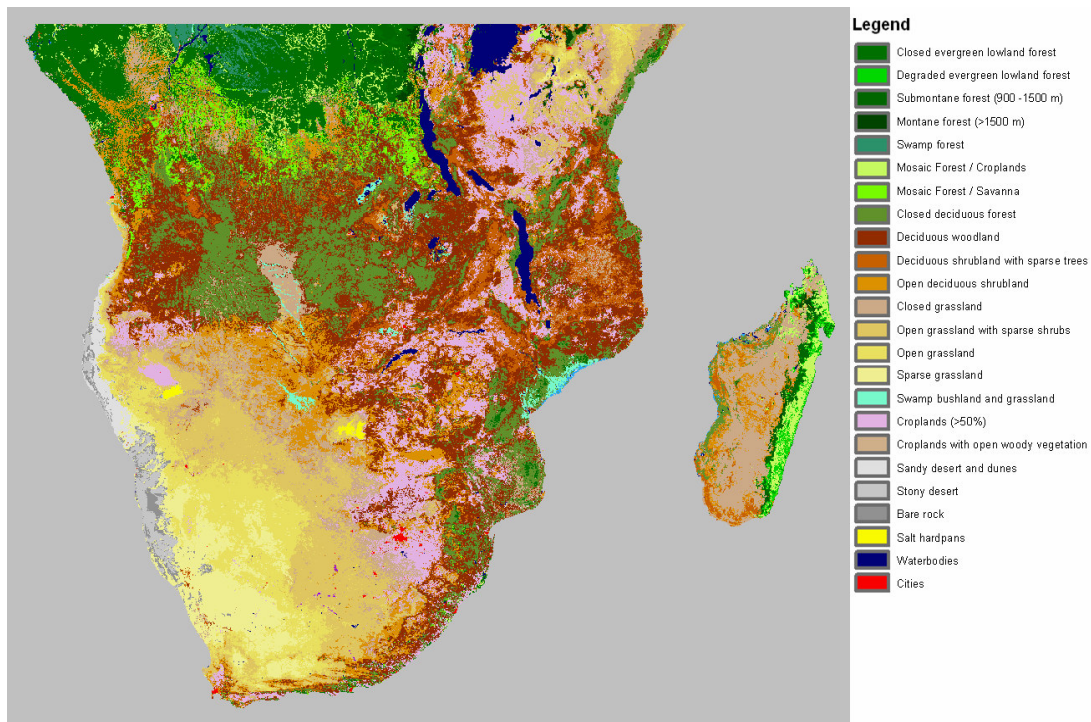 Legend
Closed evergreen lowland forest
Degraded evergreen lowland forest
Submontane forest (900 -1500 m)
Montane forest (>1500 m)
Swamp forest
Mosaic Forest / Croplands
Mosaic Forest / Savanna
Closed deciduous forest
Deciduous woodland
Deciduous shrubland with sparse trees
Open deciduous shrubland
Closed grassland
Open grassland with sparse shrubs
Open grassland
Sparse grassland
Swamp bushland and grassland
Croplands (>50%)
Croplands with open woody vegetation
Sandy desert and dunes
Stony desert
Bare rock
Salt hardpans
Waterbodies
Cities